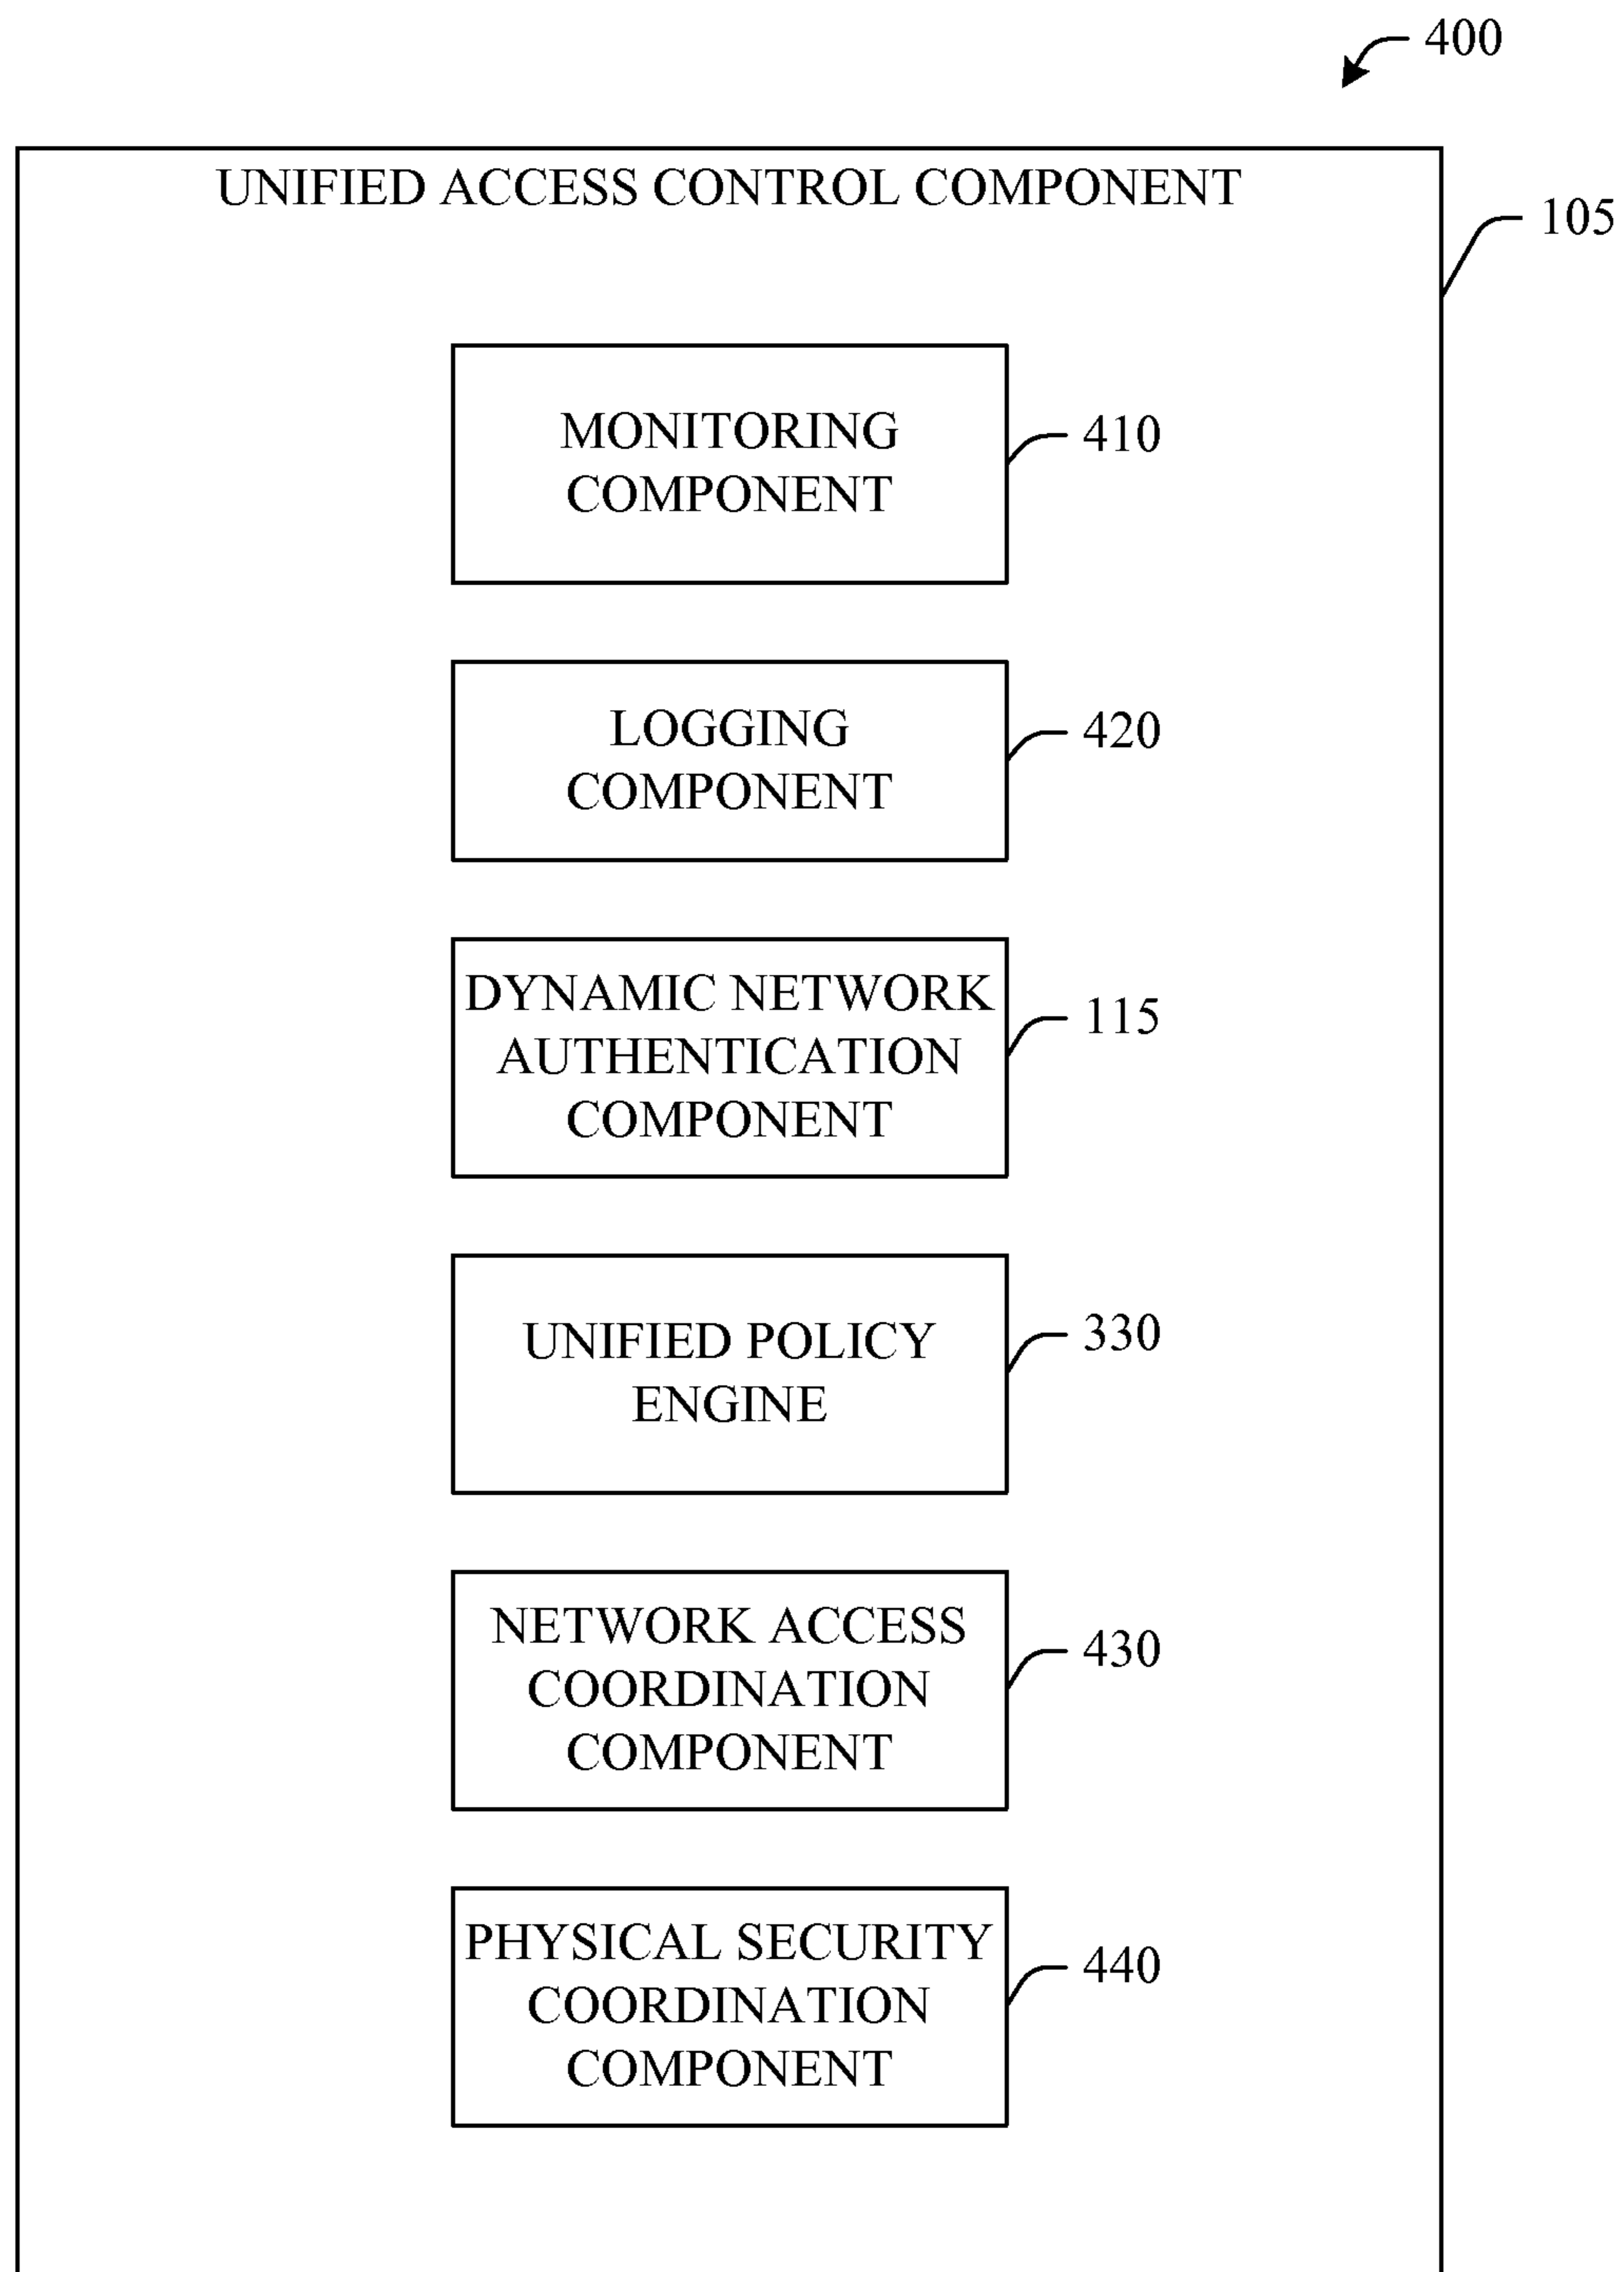 400
UNIFIED ACCESS CONTROL COMPONENT
105
MONITORING
COMPONENT
410
LOGGING
COMPONENT
420
DYNAMIC NETWORK
AUTHENTICATION
COMPONENT
115
UNIFIED POLICY
ENGINE
330
NETWORK ACCESS
COORDINATION
COMPONENT
430
PHYSICAL SECURITY
COORDINATION
COMPONENT
440